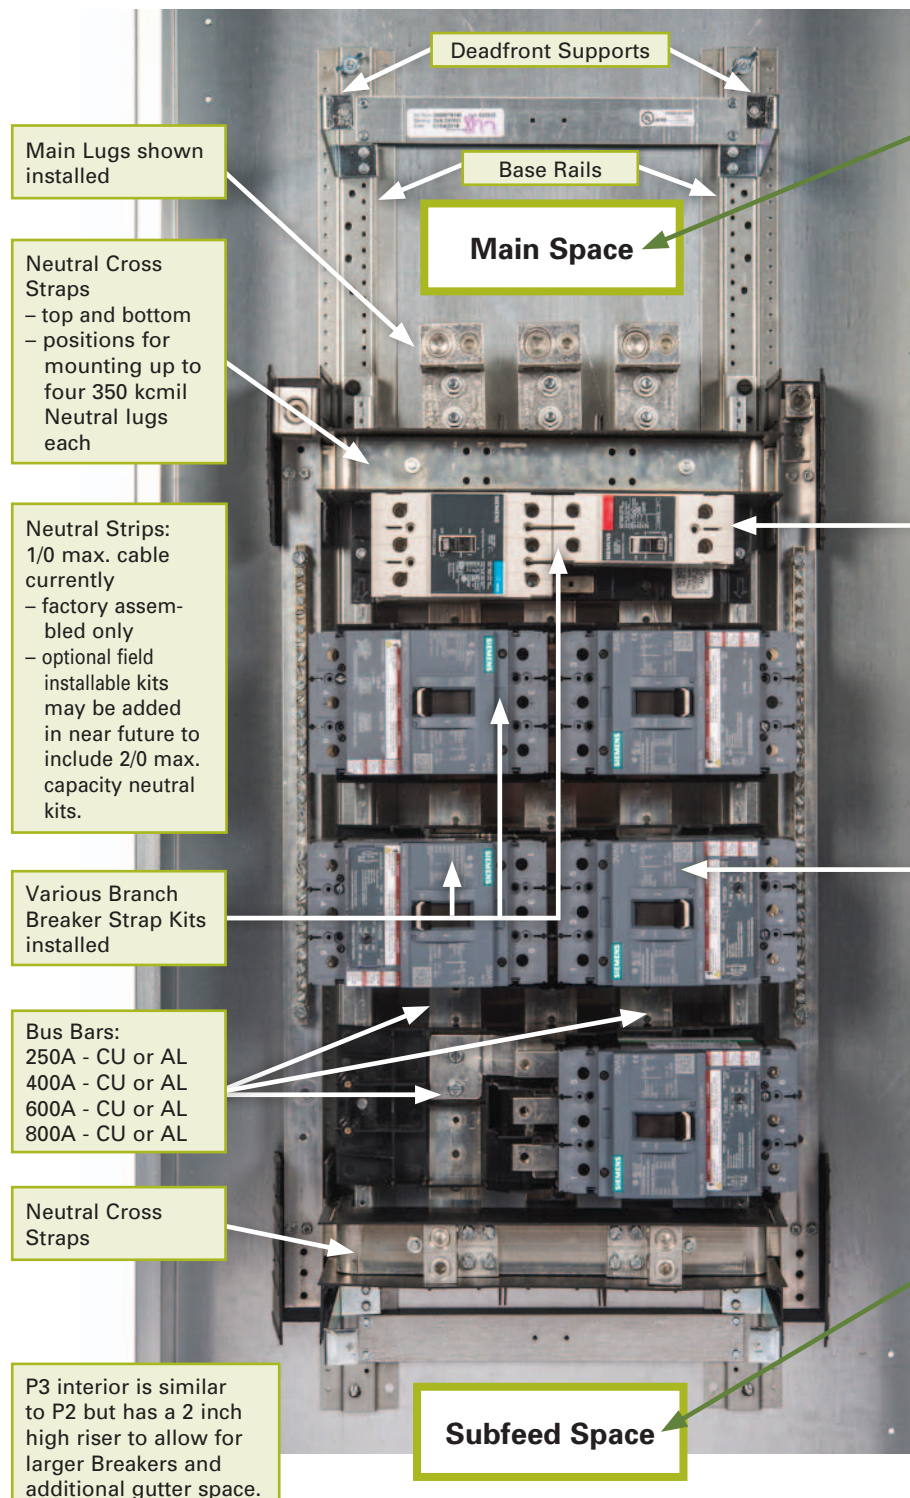 Deadfront Supports
Main Lugs shown
installed
Base Rails
Main Space
Neutral Cross
Straps
– top and bottom
– positions for
mounting up to
four 350 kcmil
Neutral lugs
each
Neutral Strips:
1/0 max. cable
currently
– factory assem-
bled only
– optional field
installable kits
may be added
in near future to
include 2/0 max.
capacity neutral
kits.
Various Branch
Breaker Strap Kits
installed
Bus Bars:
250A - CU or AL
400A - CU or AL
600A - CU or AL
800A - CU or AL
Neutral Cross
Straps
P3 interior is similar
to P2 but has a 2 inch
high riser to allow for
larger Breakers and
additional gutter space.
Subfeed Space
SIEMENS
SIEMENS
SIEMENS
SIEMENS
SIEMENS
SIEMENS
SIEMENS